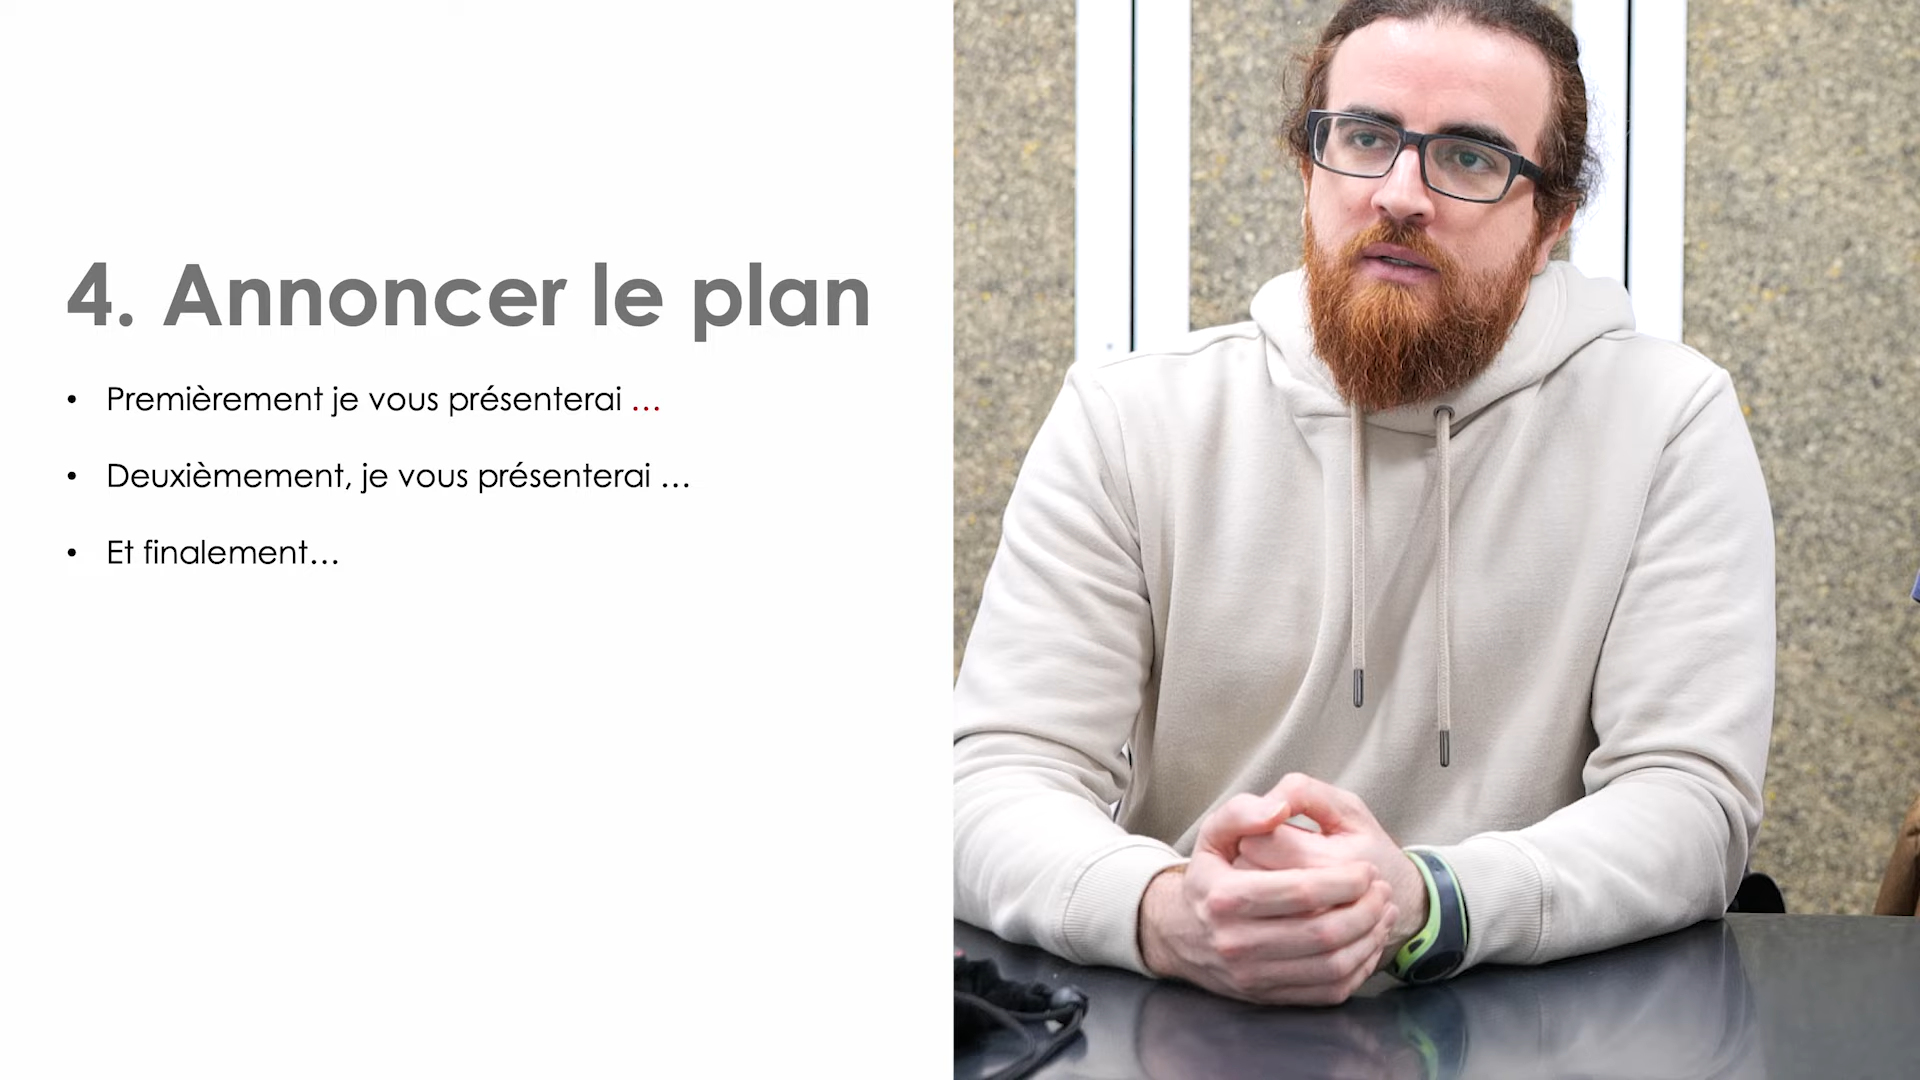 4. Annoncer le plan
• Premièrement je vous présenterai ...
• Deuxièmement, je vous présenterai ...
• Et finalement...